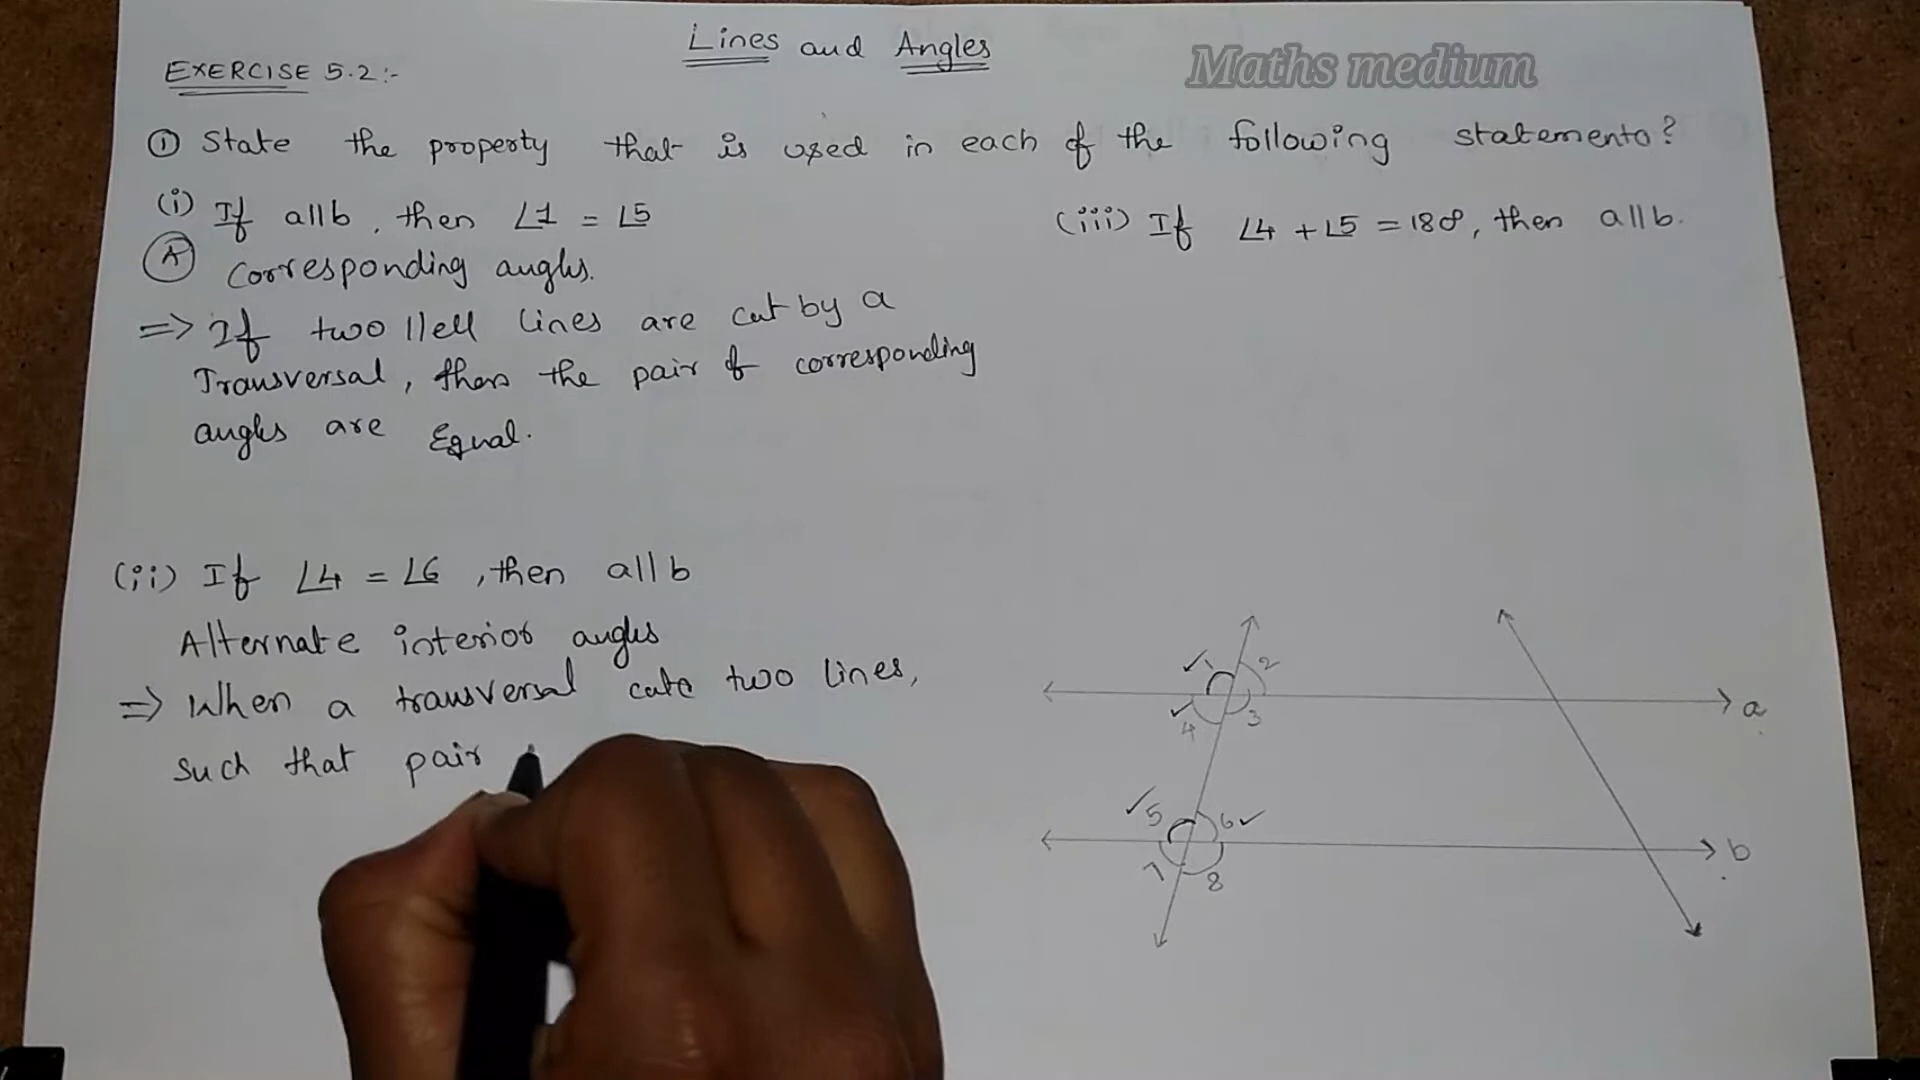 Lines and Angles
Maths medium
EXERCISE 5.2:-
① State the property that is used in each of the following statements?
(i) If a||b, then ∠1 = ∠5
(A) Corresponding angles.
=> If two ||ell lines are cut by a
Transversal, then the pair of corresponding
angles are Equal.
(ii) If ∠4 = ∠6, then a||b
Alternate interior angles
=> When a transversal cuts two lines,
such that pair
(iii) If ∠4 + ∠5 = 180, then a||b.
1 2
4 3
a
5 6
7 8
b